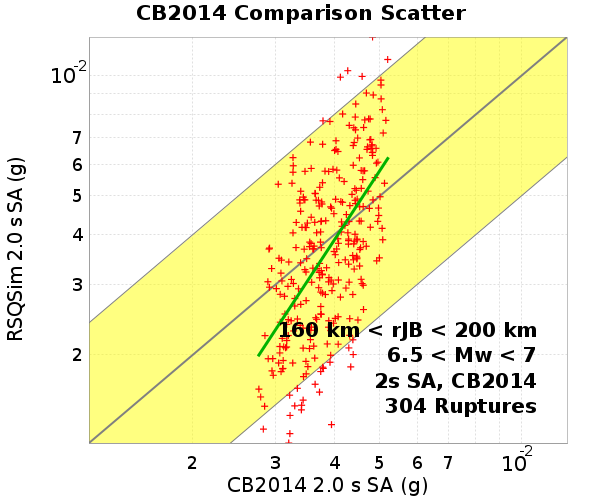 CB2014 Comparison Scatter
10-2
7
6
5
4
3
2
RSQSim 2.0 s SA (g)
160 km < rJB < 200 km
6.5 < Mw < 7
2s SA, CB2014
304 Ruptures
2 3 4 5 6 7 10-2
CB2014 2.0 s SA (g)